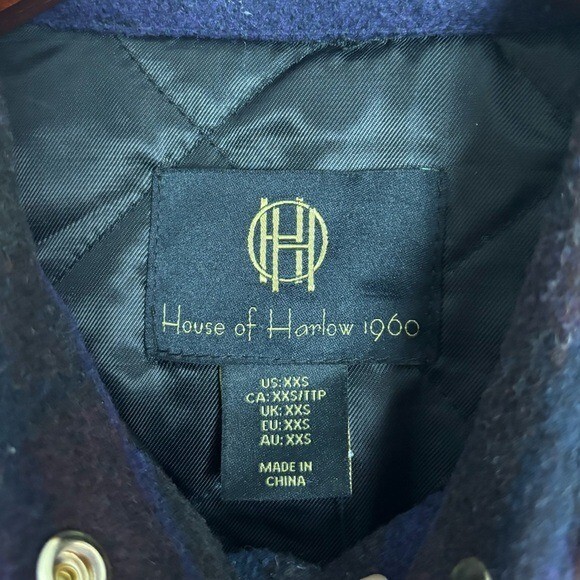 House of Harlow 1960
US:XXS
CA: XXS/TTP
UK: XXS
EU: XXS
AU: XXS
MADE IN
CHINA